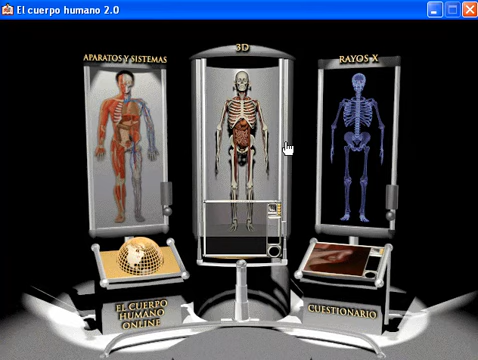 El cuerpo humano 2.0
APARATOS Y SISTEMAS
3D
RAYOS X
EL CUERPO
HUMANO
ONLINE
CUESTIONARIO